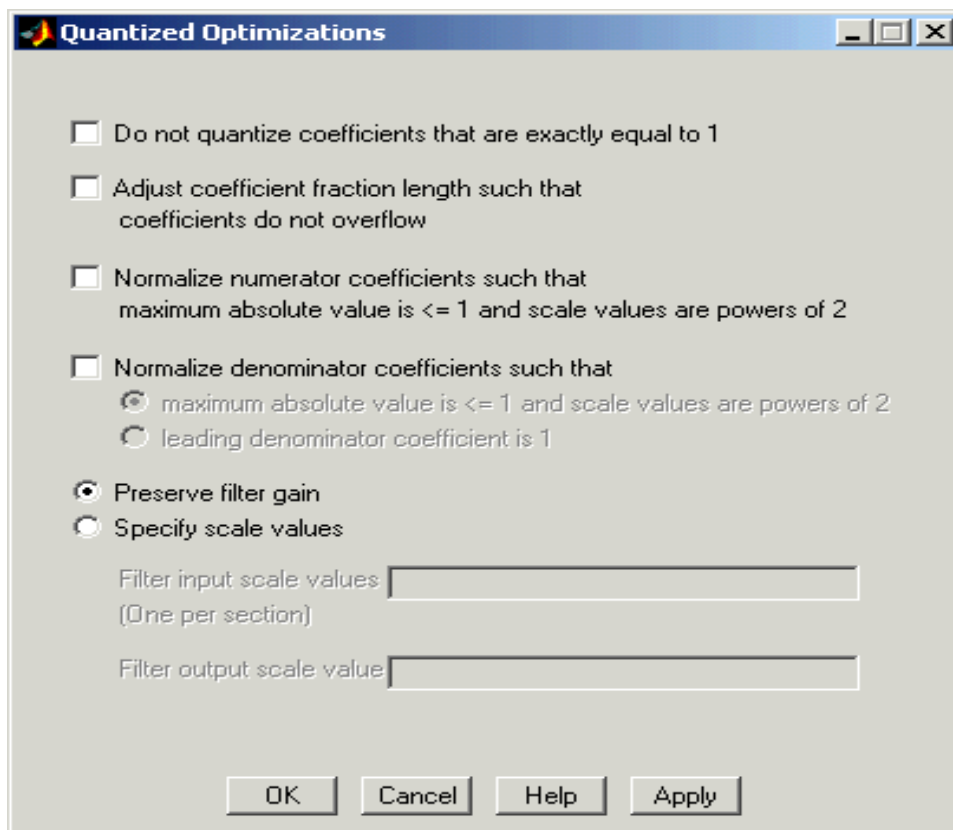 Quantized Optimizations
Do not quantize coefficients that are exactly equal to 1
Adjust coefficient fraction length such that
coefficients do not overflow
Normalize numerator coefficients such that
maximum absolute value is <= 1 and scale values are powers of 2
Normalize denominator coefficients such that
maximum absolute value is <= 1 and scale values are powers of 2
leading denominator coefficient is 1
Preserve filter gain
Specify scale values
Filter input scale values
(One per section)
Filter output scale value
OK Cancel Help Apply